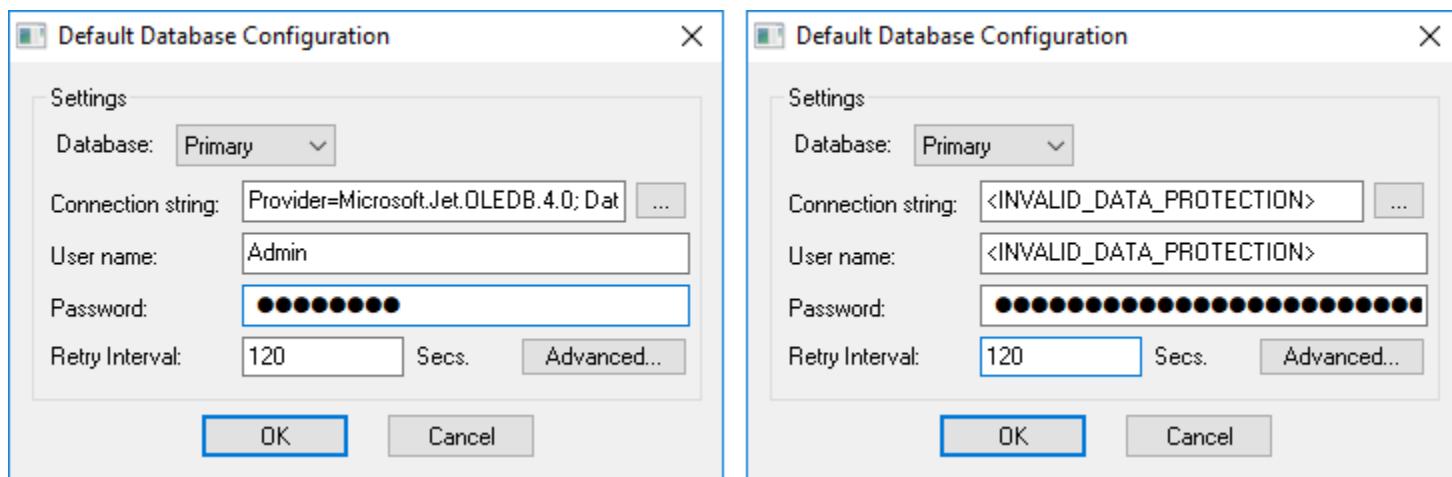 Default Database Configuration
Settings
Database: Primary
Connection string: Provider=Microsoft.Jet.OLEDB.4.0; Dat ...
User name: Admin
Password: ●●●●●●●●
Retry Interval: 120 Secs. Advanced...
OK Cancel
Default Database Configuration
Settings
Database: Primary
Connection string: <INVALID_DATA_PROTECTION> ...
User name: <INVALID_DATA_PROTECTION>
Password: ●●●●●●●●●●●●●●●●●●●●●●●●
Retry Interval: 120 Secs. Advanced...
OK Cancel